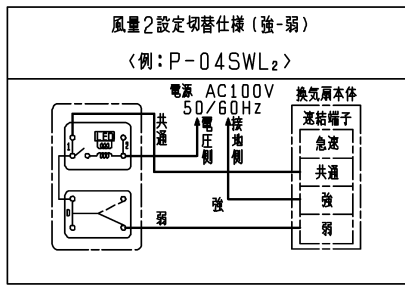 風量2設定切替仕様(強-弱)
〈例:P-04SWL₂〉
電源 AC100V
50/60Hz
換気扇本体
速結端子
急速
共通
強
弱
共通
電圧側
接地側
強
弱
LED
1
2
0